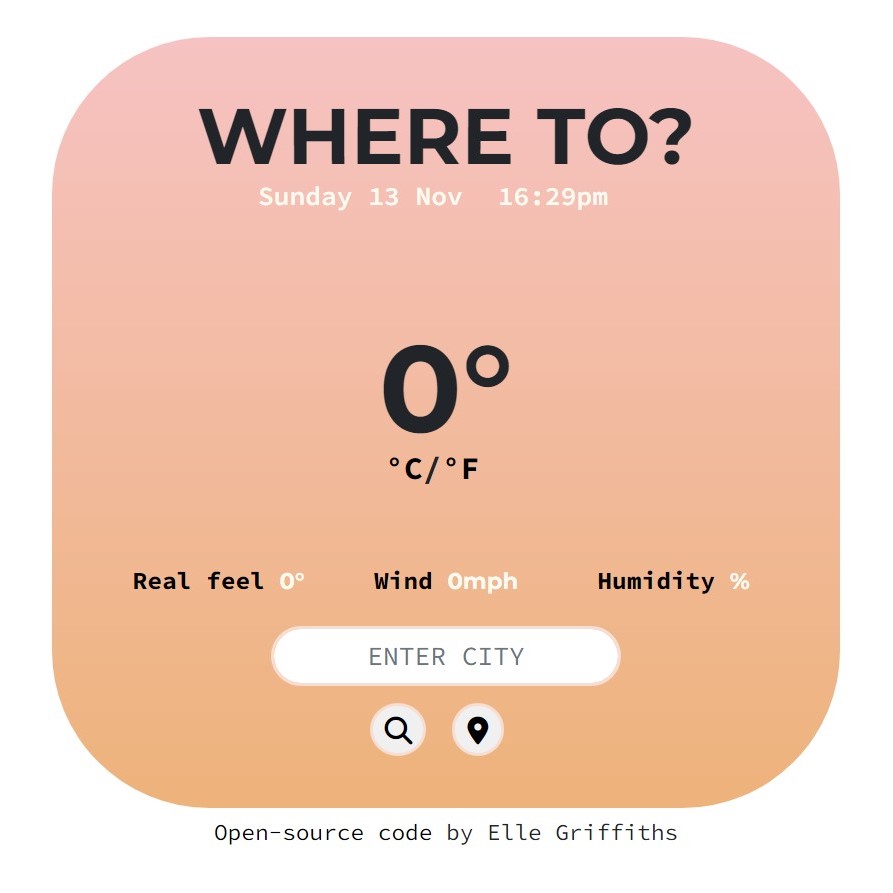 WHERE TO?
Sunday 13 Nov 16:29pm
0°
°C/°F
Real feel 0° Wind 0mph Humidity %
ENTER CITY
Open-source code by Elle Griffiths